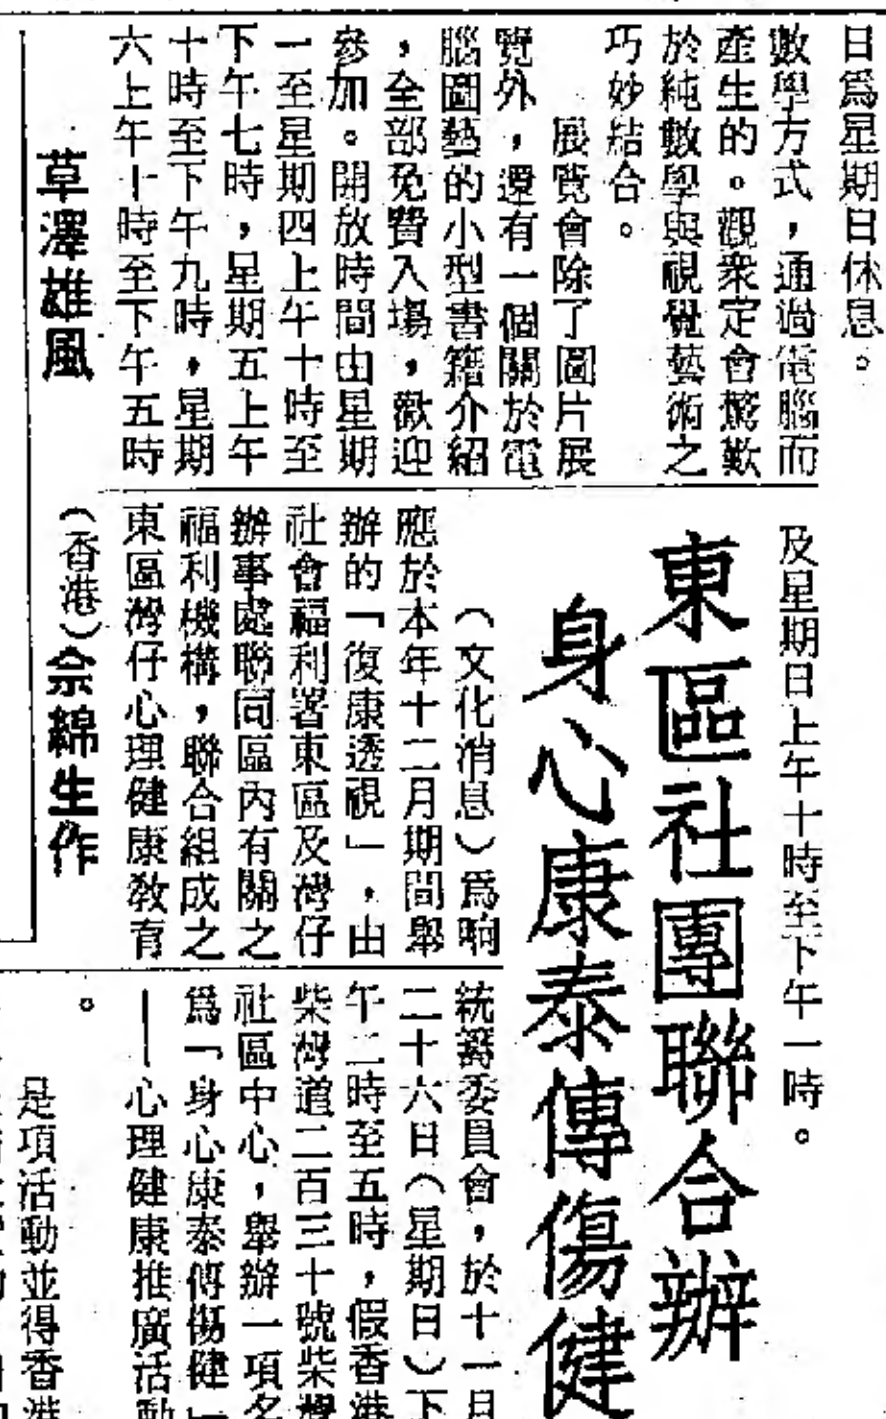 日爲星期日休息。
數學方式，通過電腦而
產生的。觀衆定會驚歎
於純數學與視覺藝術之
巧妙結合。
展覽會除了圖片展
覽外，還有一個關於電
腦圖藝的小型書籍介紹
，全部免費入場，歡迎
參加。開放時間由星期
一至星期四上午十時至
下午七時，星期五上午
十時至下午九時，星期
六上午十時至下午五時
及星期日上午十時至下午一時。
東區社團聯合辦
身心康泰傳傷健
（文化消息）爲响
應於本年十二月期間舉
辦的「復康透視」，由
社會福利署東區及灣仔
辦事處聯同區內有關之
福利機構，聯合組成之
東區灣仔心理健康教育
統籌委員會，於十一月
二十六日（星期日）下
午二時至五時，假香港
柴灣道二百三十號柴灣
社區中心，舉辦一項名
爲「身心康泰傳傷健」
—心理健康推廣活動
。
是項活動並得香港
草澤雄風
（香港）佘綿生作